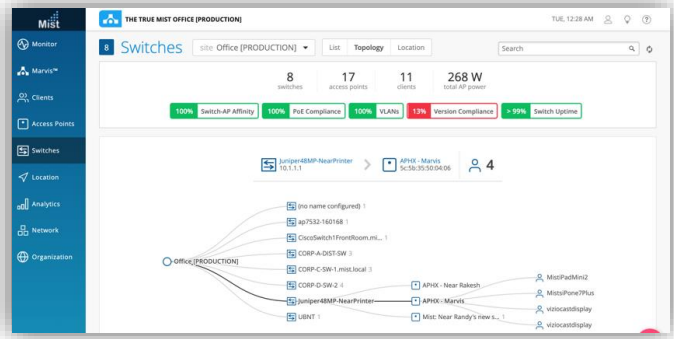 Mist
THE TRUE MIST OFFICE [PRODUCTION]
TUE, 12:28 AM
Monitor
Marvis™
Clients
Access Points
Switches
Location
Analytics
Network
Organization
8 Switches
site Office [PRODUCTION]
List Topology Location
Search
8 17 11 268 W
switches access points clients total AP power
100% Switch-AP Affinity 100% PoE Compliance 100% VLANs 13% Version Compliance > 99% Switch Uptime
Juniper48MP-NearPrinter
10.1.1.1
APHX - Marvis
5c:5b:35:50:04:06
4
Office [PRODUCTION]
(no name configured) 1
ap7532-160168 1
CiscoSwitch1FrontRoom.mi... 1
CORP-A-DIST-SW 3
CORP-C-SW-1.mist.local 3
CORP-D-SW-2 4
Juniper48MP-NearPrinter
UBNT 1
APHX - Near Rakesh
APHX - Marvis
Mist: Near Randy's new s... 1
MistiPadMini2
MistsiPone7Plus
viziocastdisplay
viziocastdisplay